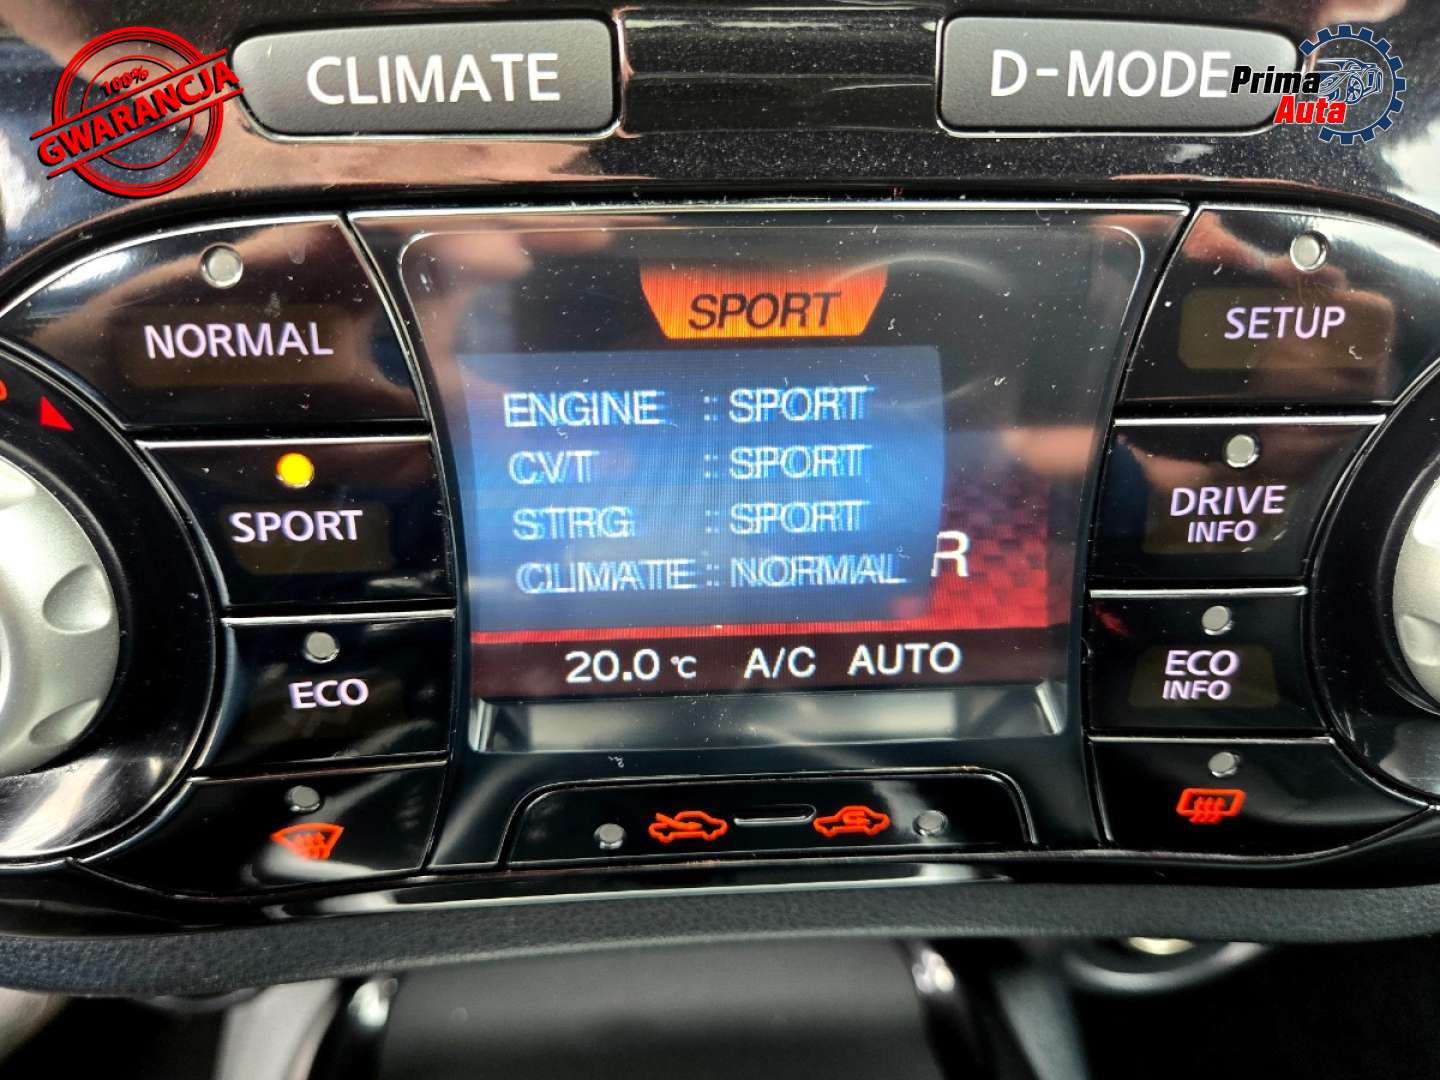 100%
GWARANCJA
CLIMATE
D-MODE
Prima
Auta
NORMAL
SPORT
SETUP
ENGINE : SPORT
CVT : SPORT
STRG : SPORT
CLIMATE : NORMAL
R
SPORT
DRIVE
INFO
20.0 °C A/C AUTO
ECO
ECO
INFO